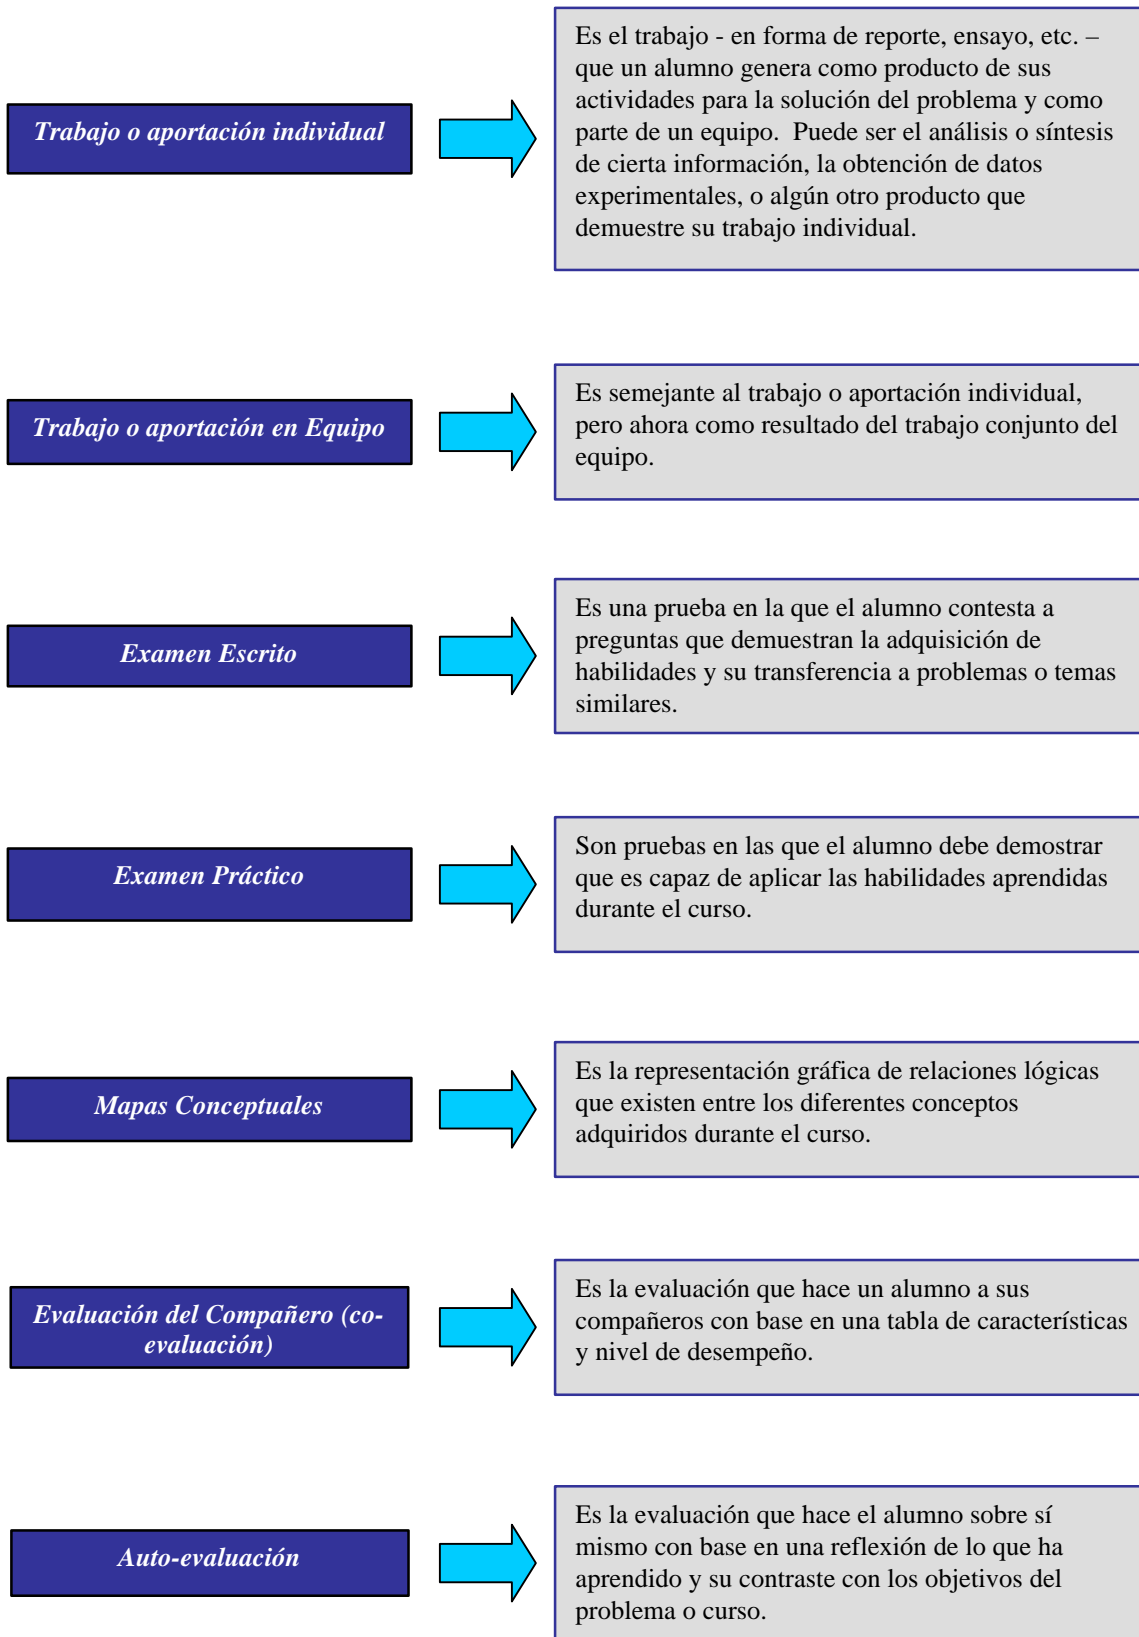 Trabajo o aportación individual
Es el trabajo - en forma de reporte, ensayo, etc. –
que un alumno genera como producto de sus
actividades para la solución del problema y como
parte de un equipo.  Puede ser el análisis o síntesis
de cierta información, la obtención de datos
experimentales, o algún otro producto que
demuestre su trabajo individual.
Trabajo o aportación en Equipo
Es semejante al trabajo o aportación individual,
pero ahora como resultado del trabajo conjunto del
equipo.
Examen Escrito
Es una prueba en la que el alumno contesta a
preguntas que demuestran la adquisición de
habilidades y su transferencia a problemas o temas
similares.
Examen Práctico
Son pruebas en las que el alumno debe demostrar
que es capaz de aplicar las habilidades aprendidas
durante el curso.
Mapas Conceptuales
Es la representación gráfica de relaciones lógicas
que existen entre los diferentes conceptos
adquiridos durante el curso.
Evaluación del Compañero (co-
evaluación)
Es la evaluación que hace un alumno a sus
compañeros con base en una tabla de características
y nivel de desempeño.
Auto-evaluación
Es la evaluación que hace el alumno sobre sí
mismo con base en una reflexión de lo que ha
aprendido y su contraste con los objetivos del
problema o curso.